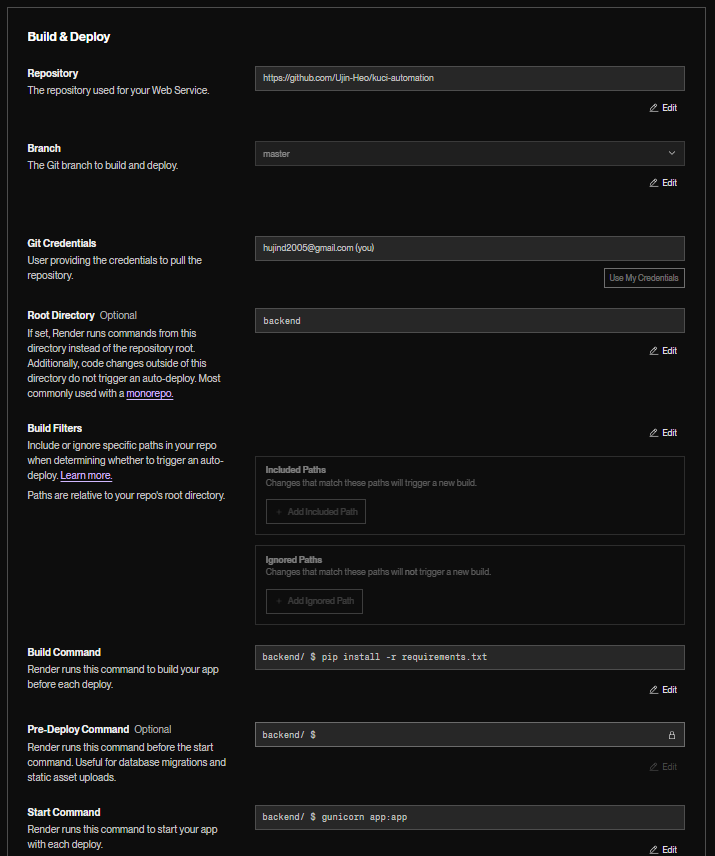 Build & Deploy
Repository
The repository used for your Web Service.
https://github.com/Ujin-Heo/kuci-automation
Edit
Branch
The Git branch to build and deploy.
master
Edit
Git Credentials
User providing the credentials to pull the
repository.
hujind2005@gmail.com (you)
Use My Credentials
Root Directory Optional
If set, Render runs commands from this
directory instead of the repository root.
Additionally, code changes outside of this
directory do not trigger an auto-deploy. Most
commonly used with a monorepo.
backend
Edit
Build Filters
Include or ignore specific paths in your repo
when determining whether to trigger an auto-
deploy. Learn more.
Paths are relative to your repo's root directory.
Edit
Included Paths
Changes that match these paths will trigger a new build.
+ Add Included Path
Ignored Paths
Changes that match these paths will not trigger a new build.
+ Add Ignored Path
Build Command
Render runs this command to build your app
before each deploy.
backend/ $ pip install -r requirements.txt
Edit
Pre-Deploy Command Optional
Render runs this command before the start
command. Useful for database migrations and
static asset uploads.
backend/ $
Edit
Start Command
Render runs this command to start your app
with each deploy.
backend/ $ gunicorn app:app
Edit